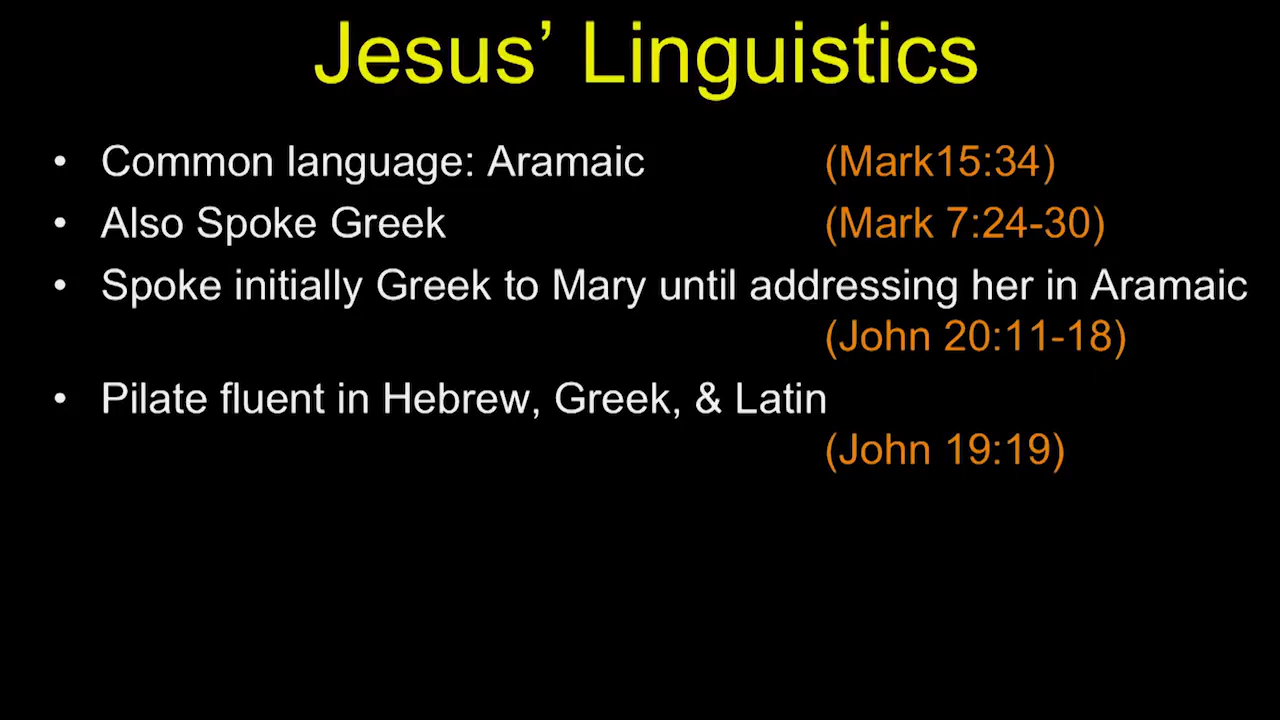 Jesus’ Linguistics
• Common language: Aramaic (Mark15:34)
• Also Spoke Greek (Mark 7:24-30)
• Spoke initially Greek to Mary until addressing her in Aramaic
(John 20:11-18)
• Pilate fluent in Hebrew, Greek, & Latin
(John 19:19)